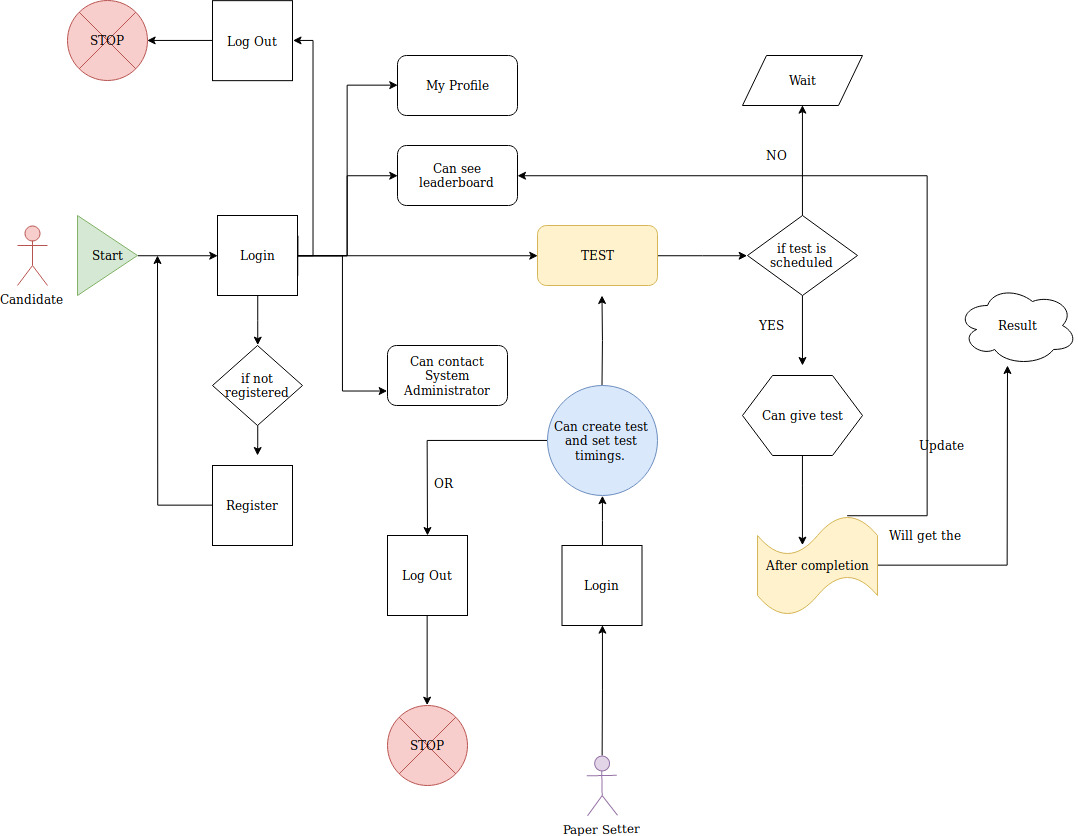 STOP
Log Out
My Profile
Wait
NO
Can see
leaderboard
Candidate
Start
Login
TEST
if test is
scheduled
YES
Result
if not
registered
Can contact
System
Administrator
Can give test
Can create test
and set test
timings.
Update
OR
Register
Will get the
After completion
Log Out
Login
STOP
Paper Setter